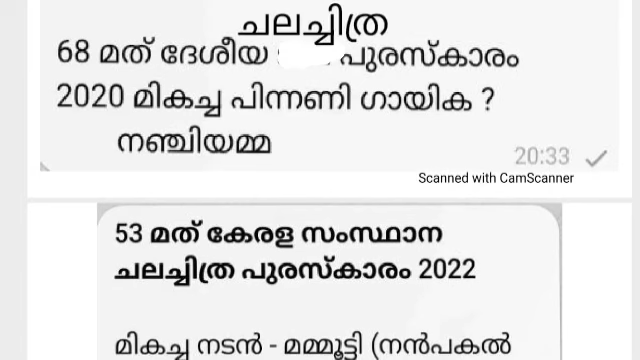 ചലച്ചിത്ര
68 മത് ദേശീയ പുരസ്കാരം
2020 മികച്ച പിന്നണി ഗായിക ?
നഞ്ചിയമ്മ
20:33
Scanned with CamScanner
53 മത് കേരള സംസ്ഥാന
ചലച്ചിത്ര പുരസ്കാരം 2022
മികച്ച നടൻ - മമ്മൂട്ടി (നൻപകൽ